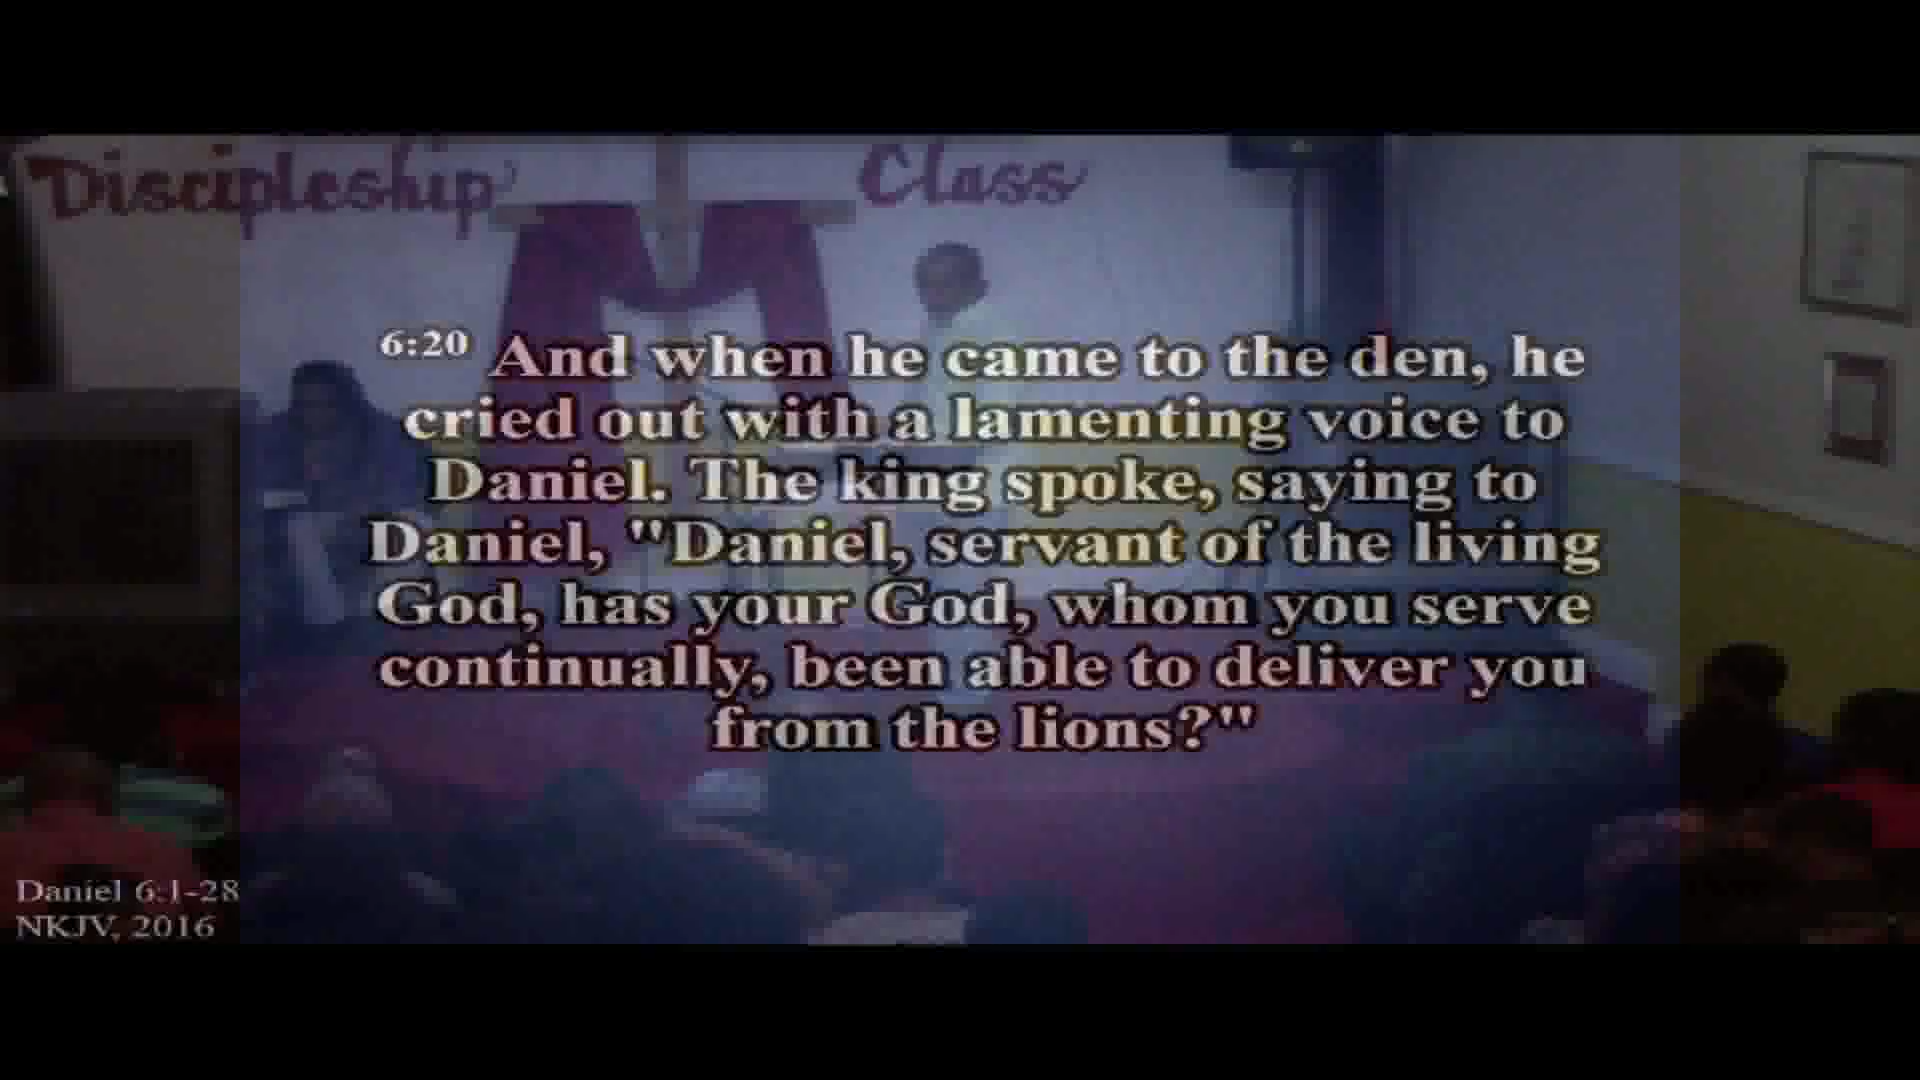 Discipleship Class
6:20 And when he came to the den, he
cried out with a lamenting voice to
Daniel. The king spoke, saying to
Daniel, "Daniel, servant of the living
God, has your God, whom you serve
continually, been able to deliver you
from the lions?"
Daniel 6:1-28
NKJV, 2016